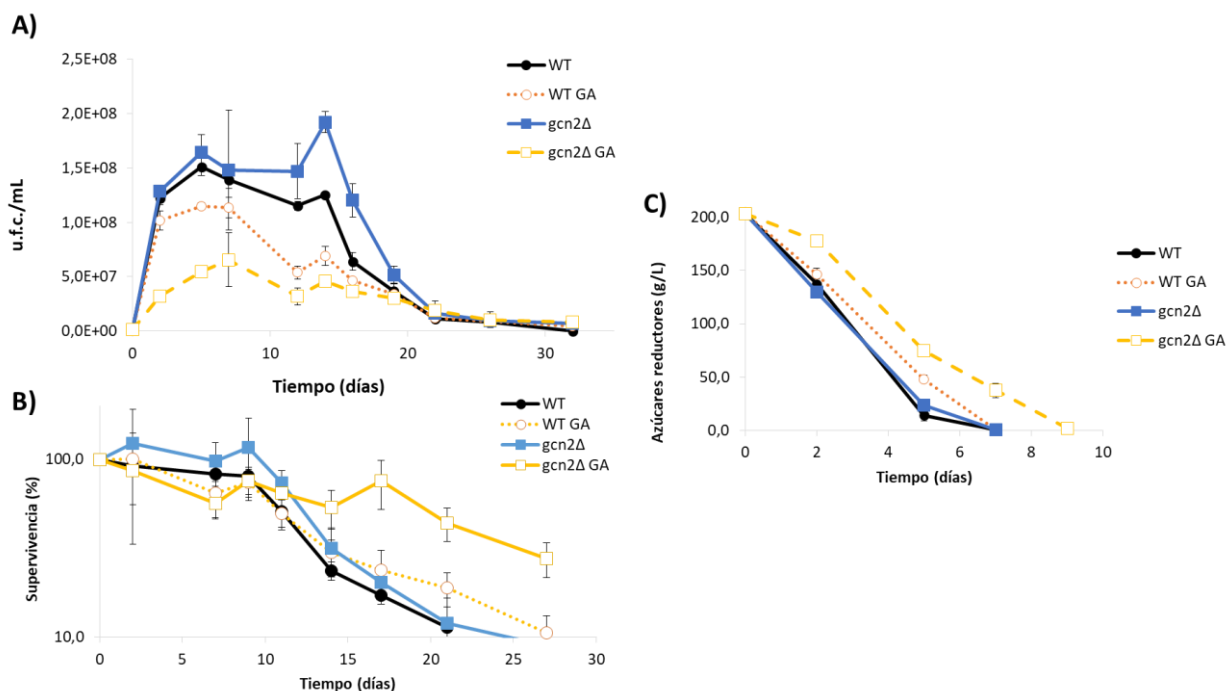 A)
2,5E+08
2,0E+08
1,5E+08
1,0E+08
5,0E+07
0,0E+00
u.f.c./mL
0 10 20 30
Tiempo (días)
WT
WT GA
gcn2Δ
gcn2Δ GA
B)
100,0
10,0
Supervivencia (%)
0 5 10 15 20 25 30
Tiempo (días)
WT
WT GA
gcn2Δ
gcn2Δ GA
C)
200,0
150,0
100,0
50,0
0,0
Azúcares reductores (g/L)
0 2 4 6 8 10
Tiempo (días)
WT
WT GA
gcn2Δ
gcn2Δ GA